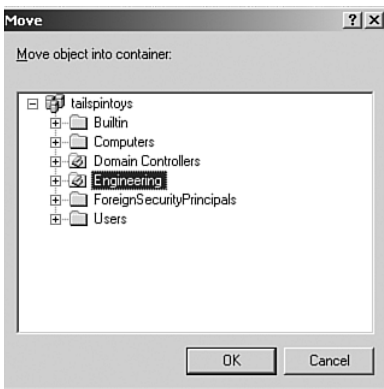 Move
Move object into container:
tailspintoys
Builtin
Computers
Domain Controllers
Engineering
ForeignSecurityPrincipals
Users
OK Cancel